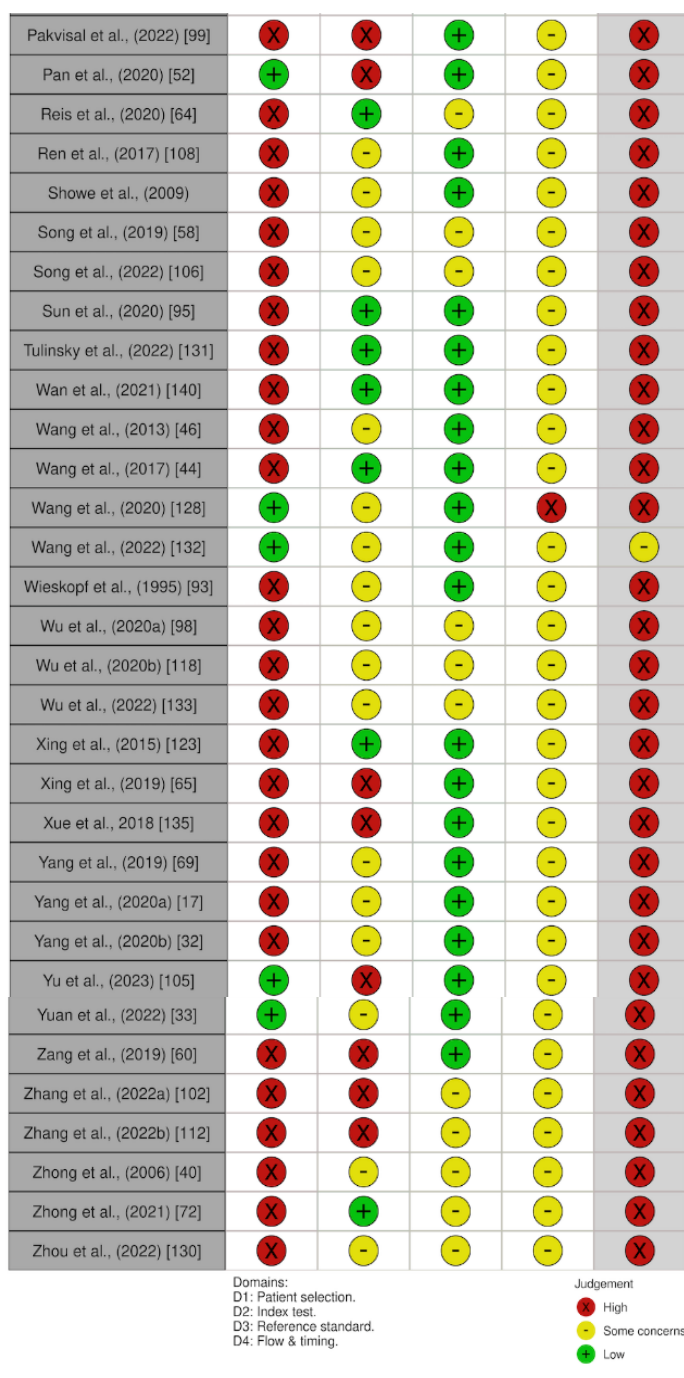 Pakvisal et al., (2022) [99] X X + - X
Pan et al., (2020) [52] + X + - X
Reis et al., (2020) [64] X + - - X
Ren et al., (2017) [108] X - + - X
Showe et al., (2009) X - + - X
Song et al., (2019) [58] X - - - X
Song et al., (2022) [106] X - - - X
Sun et al., (2020) [95] X + + - X
Tulinsky et al., (2022) [131] X + + - X
Wan et al., (2021) [140] X + + - X
Wang et al., (2013) [46] X - + - X
Wang et al., (2017) [44] X + + - X
Wang et al., (2020) [128] + - + X X
Wang et al., (2022) [132] + - + - -
Wieskopf et al., (1995) [93] X - + - X
Wu et al., (2020a) [98] X - - - X
Wu et al., (2020b) [118] X - - - X
Wu et al., (2022) [133] X - - - X
Xing et al., (2015) [123] X + + - X
Xing et al., (2019) [65] X X + - X
Xue et al., 2018 [135] X X + - X
Yang et al., (2019) [69] X - + - X
Yang et al., (2020a) [17] X - + - X
Yang et al., (2020b) [32] X - + - X
Yu et al., (2023) [105] + X + - X
Yuan et al., (2022) [33] + - + - X
Zang et al., (2019) [60] X X + - X
Zhang et al., (2022a) [102] X X - - X
Zhang et al., (2022b) [112] X X - - X
Zhong et al., (2006) [40] X - - - X
Zhong et al., (2021) [72] X + - - X
Zhou et al., (2022) [130] X - - - X
Domains:
D1: Patient selection.
D2: Index test.
D3: Reference standard.
D4: Flow & timing.
Judgement
X High
- Some concerns
+ Low